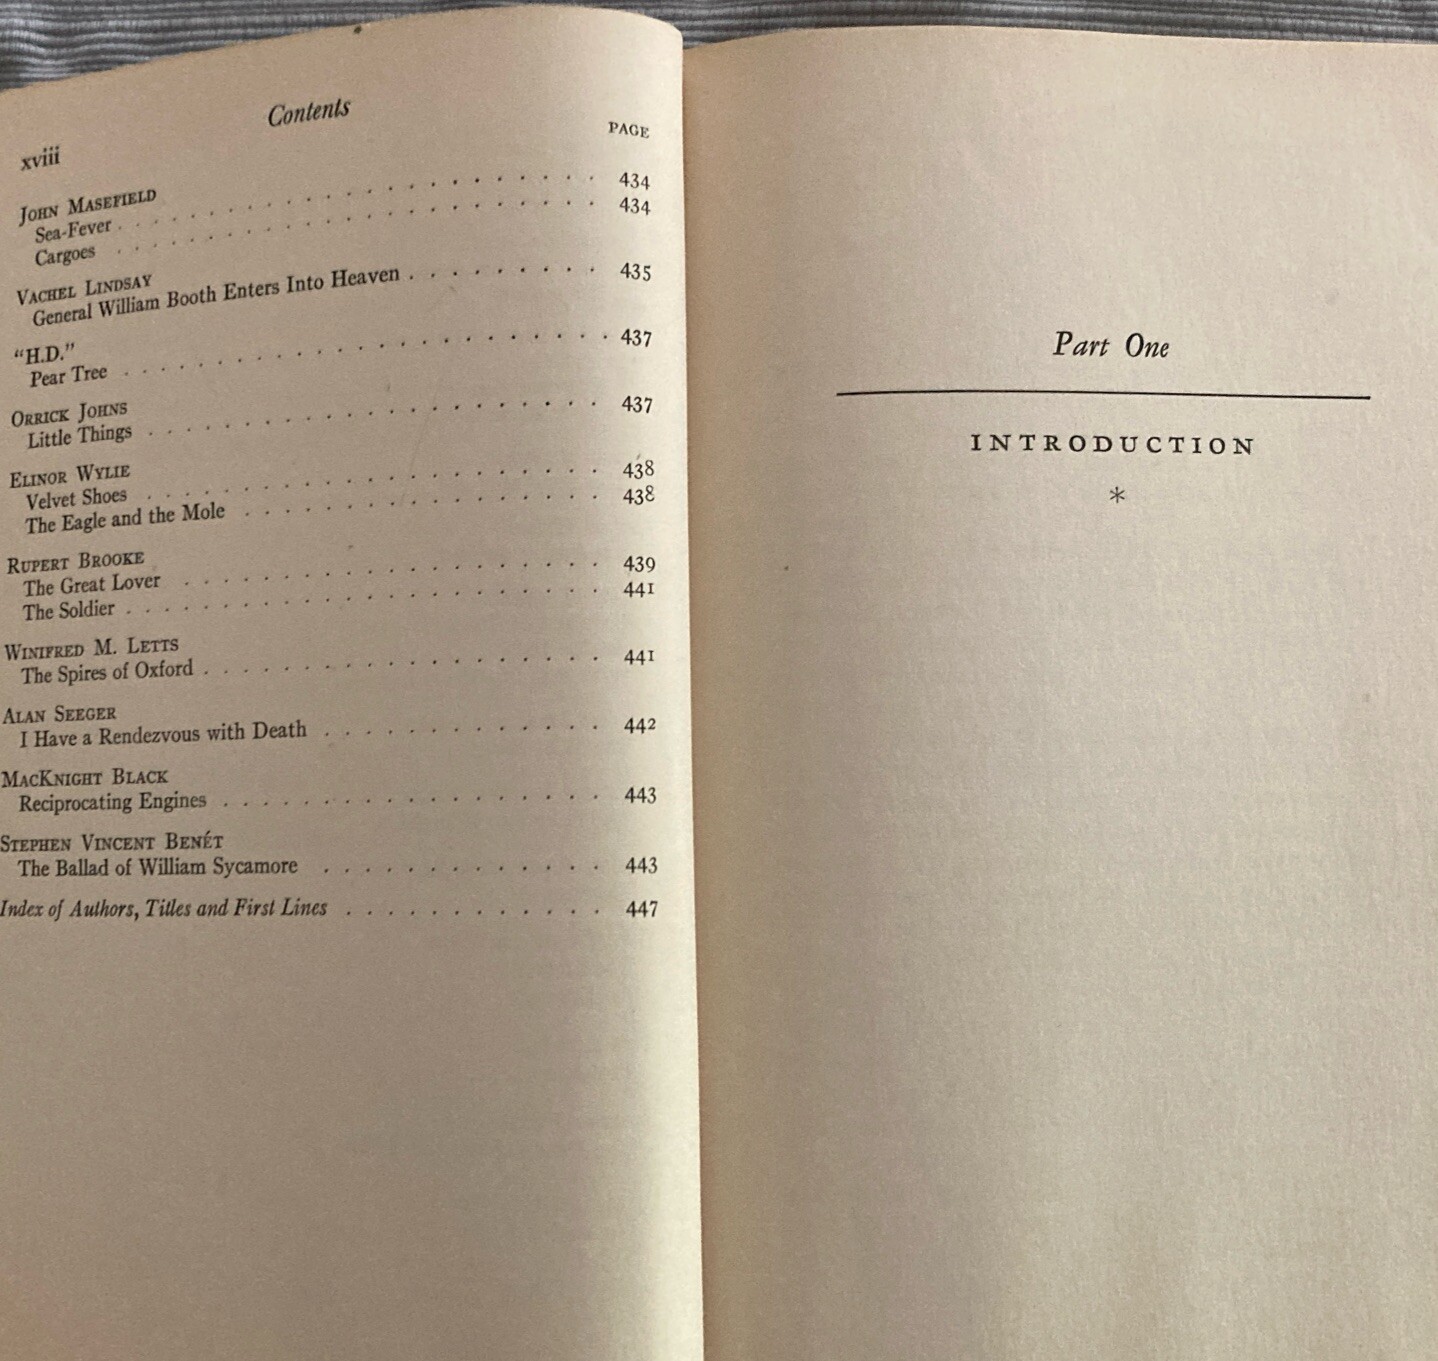 Contents
xviii
PAGE
JOHN MASEFIELD
Sea-Fever . . . . . . . . . . . . . . . . . . . . . . . 434
Cargoes . . . . . . . . . . . . . . . . . . . . . . . 434
VACHEL LINDSAY
General William Booth Enters Into Heaven . . . . . . . . . 435
"H.D."
Pear Tree . . . . . . . . . . . . . . . . . . . . . . . 437
ORRICK JOHNS
Little Things . . . . . . . . . . . . . . . . . . . . . 437
ELINOR WYLIE
Velvet Shoes . . . . . . . . . . . . . . . . . . . . . 438
The Eagle and the Mole . . . . . . . . . . . . . . . . . 438
RUPERT BROOKE
The Great Lover . . . . . . . . . . . . . . . . . . . . 439
The Soldier . . . . . . . . . . . . . . . . . . . . . . 441
WINIFRED M. LETTS
The Spires of Oxford . . . . . . . . . . . . . . . . . . . 441
ALAN SEEGER
I Have a Rendezvous with Death . . . . . . . . . . . . . 442
MACKNIGHT BLACK
Reciprocating Engines . . . . . . . . . . . . . . . . . . 443
STEPHEN VINCENT BENÉT
The Ballad of William Sycamore . . . . . . . . . . . . . 443
Index of Authors, Titles and First Lines . . . . . . . . . . . . 447
Part One
INTRODUCTION
*